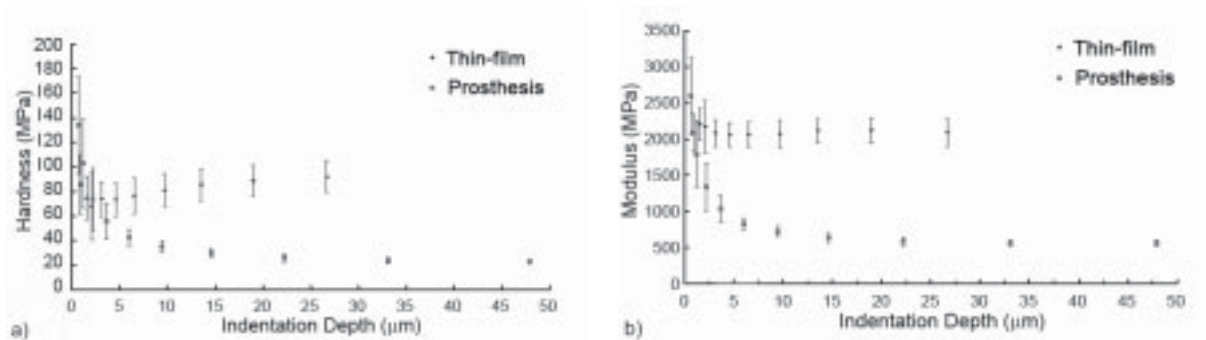 200
180
160
140
120
100
80
60
40
20
0
Hardness (MPa)
Thin-film
Prosthesis
0 5 10 15 20 25 30 35 40 45 50
Indentation Depth (μm)
a)
3500
3000
2500
2000
1500
1000
500
0
Modulus (MPa)
Thin-film
Prosthesis
0 5 10 15 20 25 30 35 40 45 50
Indentation Depth (μm)
b)